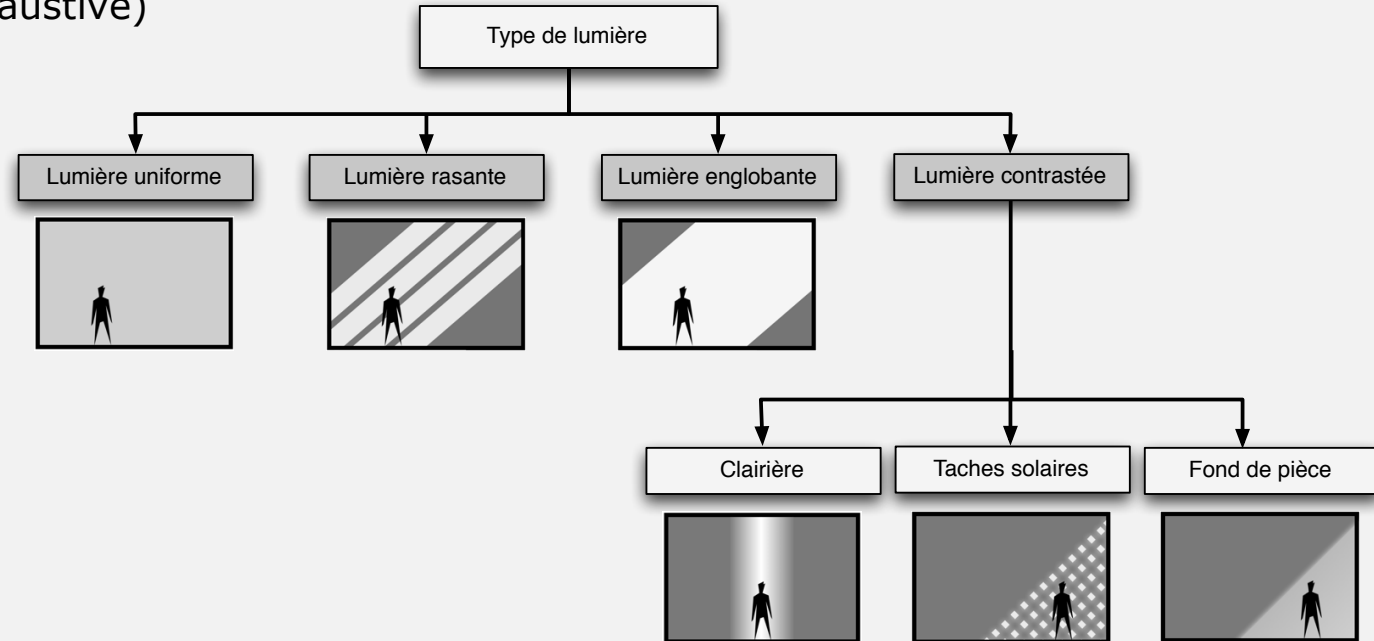 austive)
Type de lumière
Lumière uniforme
Lumière rasante
Lumière englobante
Lumière contrastée
Clairière
Taches solaires
Fond de pièce